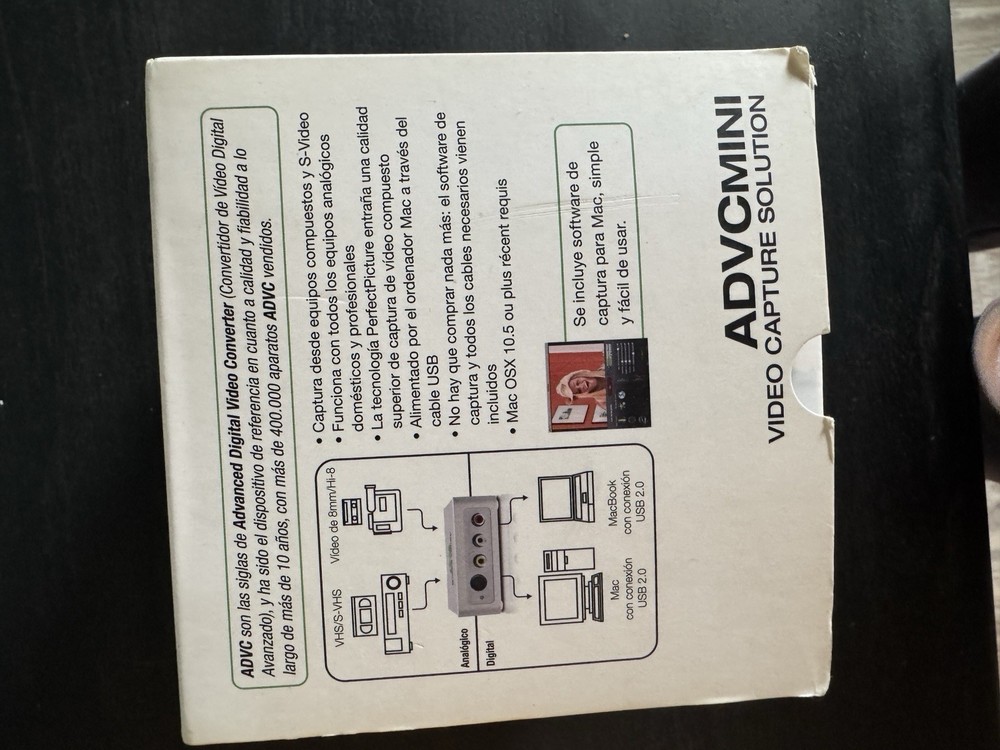 ADVC son las siglas de Advanced Digital Video Converter (Convertidor de Vídeo Digital
Avanzado), y ha sido el dispositivo de referencia en cuanto a calidad y fiabilidad a lo
largo de más de 10 años, con más de 400.000 aparatos ADVC vendidos.
VHS/S-VHS
Vídeo de 8mm/Hi-8
Analógico
Digital
Mac
con conexión
USB 2.0
MacBook
con conexión
USB 2.0
• Captura desde equipos compuestos y S-Video
• Funciona con todos los equipos analógicos
domésticos y profesionales
• La tecnología PerfectPicture entraña una calidad
superior de captura de vídeo compuesto
• Alimentado por el ordenador Mac a través del
cable USB
• No hay que comprar nada más: el software de
captura y todos los cables necesarios vienen
incluidos
• Mac OSX 10.5 ou plus récent requis
Se incluye software de
captura para Mac, simple
y fácil de usar.
ADVCMINI
VIDEO CAPTURE SOLUTION